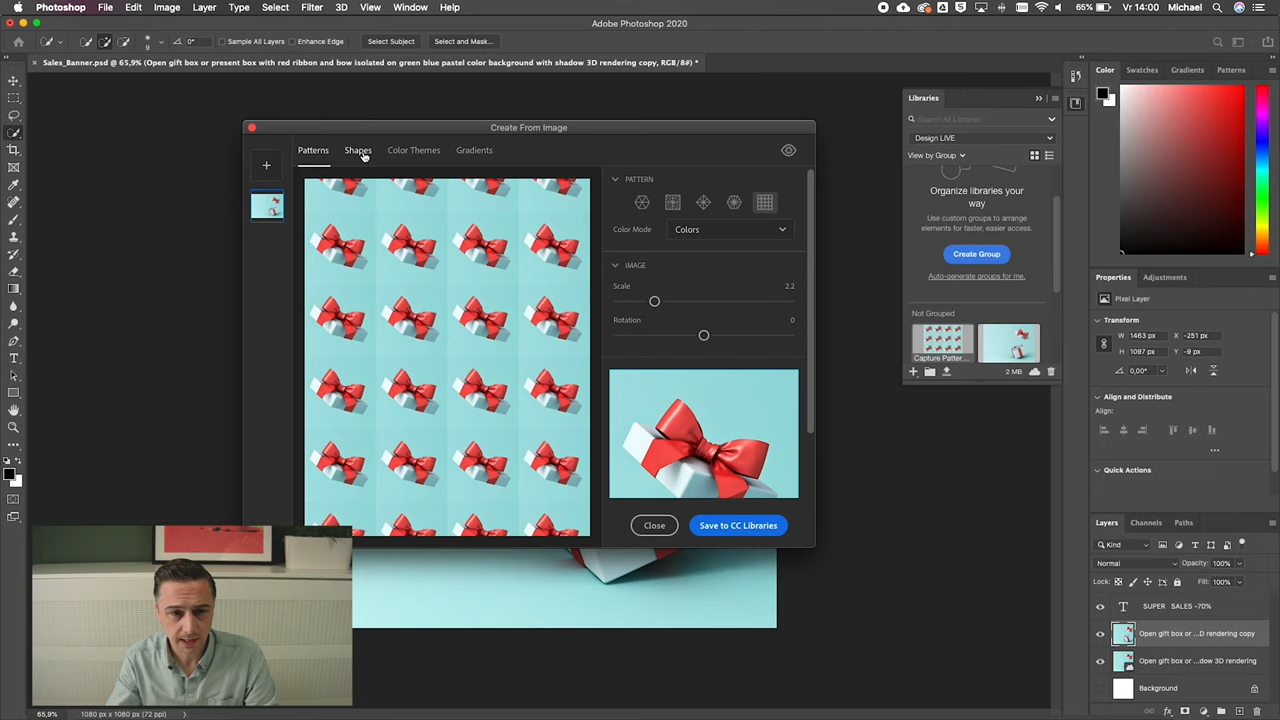 Photoshop File Edit Image Layer Type Select Filter 3D View Window Help 65% Vr 14:00 Michael
Adobe Photoshop 2020
9 0° Sample All Layers Enhance Edge Select Subject Select and Mask...
Sales_Banner.psd @ 65,9% (Open gift box or present box with red ribbon and bow isolated on green blue pastel color background with shadow 3D rendering copy, RGB/8#) *
Create From Image
Patterns Shapes Color Themes Gradients
PATTERN
Color Mode Colors
IMAGE
Scale 2.2
Rotation 0
Close Save to CC Libraries
Libraries
Search All Libraries
Design LIVE
View by Group
Organize libraries your
way
Use custom groups to arrange
elements for faster, easier access.
Create Group
Auto-generate groups for me.
Not Grouped
Capture Patter...
2 MB
Color Swatches Gradients Patterns
Properties Adjustments
Pixel Layer
Transform
W 1463 px X -251 px
H 1097 px Y -9 px
0,00°
Align and Distribute
Align:
Quick Actions
Layers Channels Paths
Kind
Normal Opacity: 100%
Lock: Fill: 100%
SUPER SALES -70%
Open gift box or ...D rendering copy
Open gift box or ...dow 3D rendering
Background
65,9% 1080 px x 1080 px (72 ppi)